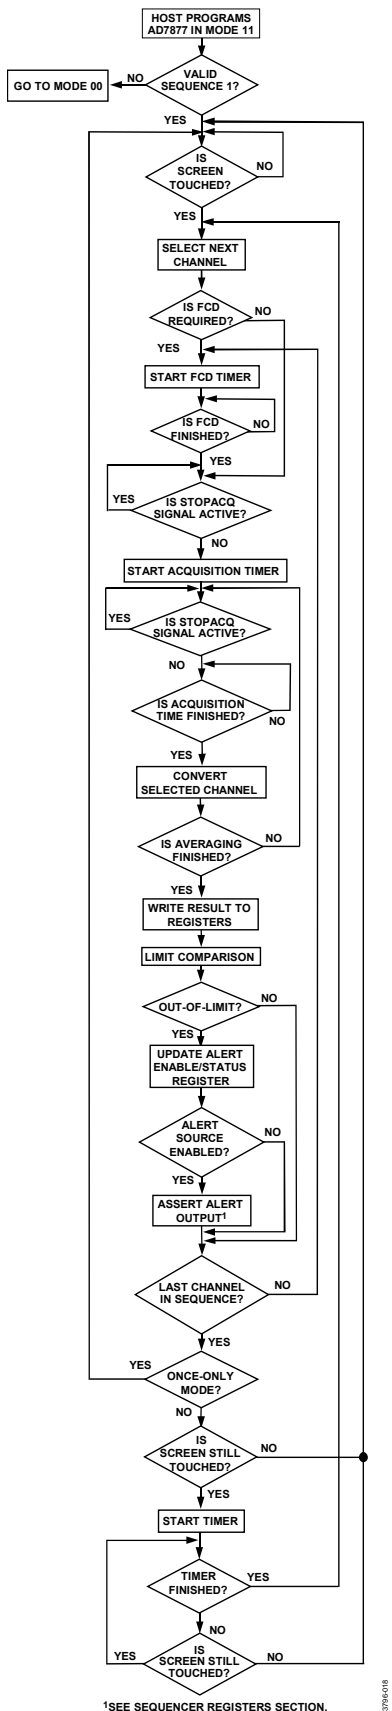 HOST PROGRAMS
AD7877 IN MODE 11
VALID
SEQUENCE 1?
NO
GO TO MODE 00
YES
IS
SCREEN
TOUCHED?
NO
YES
SELECT NEXT
CHANNEL
IS FCD
REQUIRED?
NO
YES
START FCD TIMER
IS FCD
FINISHED?
NO
YES
IS STOPACQ
SIGNAL ACTIVE?
YES
NO
START ACQUISITION TIMER
IS STOPACQ
SIGNAL ACTIVE?
YES
NO
IS ACQUISITION
TIME FINISHED?
NO
YES
CONVERT
SELECTED CHANNEL
IS AVERAGING
FINISHED?
NO
YES
WRITE RESULT TO
REGISTERS
LIMIT COMPARISON
OUT-OF-LIMIT?
NO
YES
UPDATE ALERT
ENABLE/STATUS
REGISTER
ALERT
SOURCE
ENABLED?
NO
YES
ASSERT ALERT
OUTPUT1
LAST CHANNEL
IN SEQUENCE?
NO
YES
ONCE-ONLY
MODE?
YES
NO
IS
SCREEN STILL
TOUCHED?
NO
YES
START TIMER
TIMER
FINISHED?
YES
NO
IS
SCREEN STILL
TOUCHED?
YES
NO
1SEE SEQUENCER REGISTERS SECTION.
3796-018